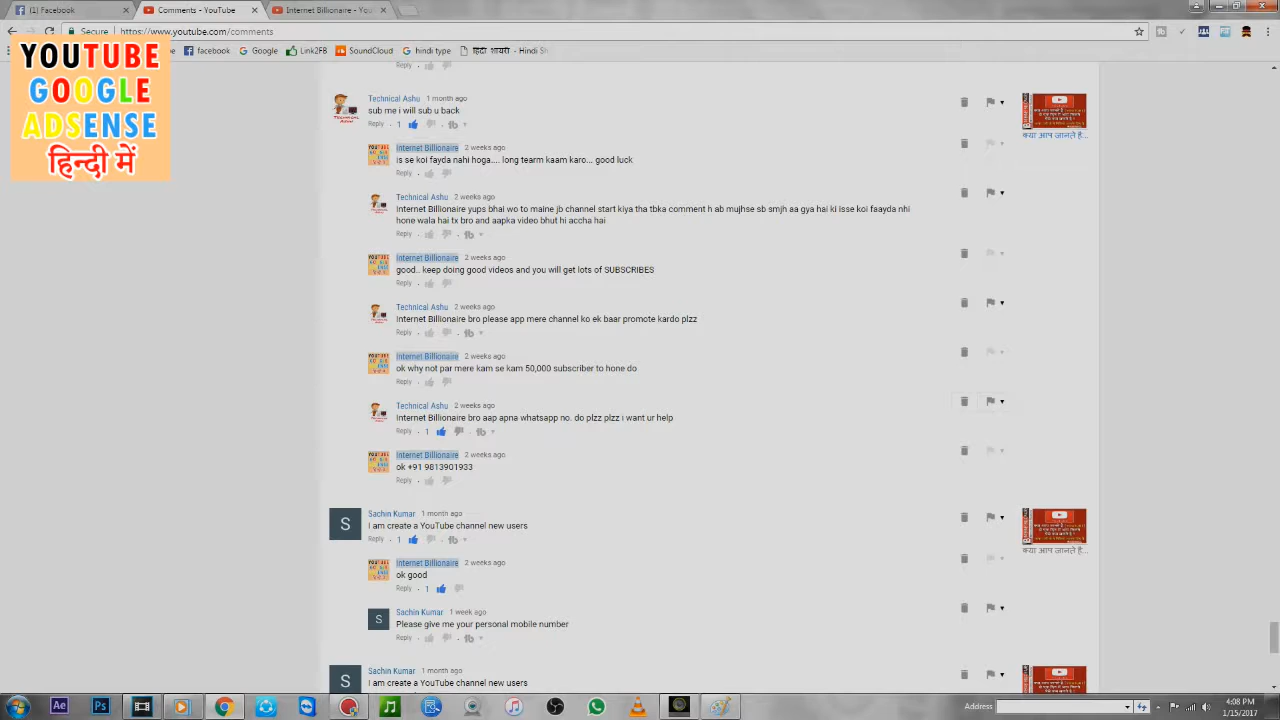 (1) Facebook
Comments - YouTube
Internet Billionaire - You
Secure
https://www.youtube.com/comments
facebook
Google
Link2FB
SoundCloud
hindi type
YOUTUBE
GOOGLE
ADSENSE
हिन्दी में
Reply
Technical Ashu 1 month ago
sub me i will sub u back
Reply 1
क्या आप जानते है...
Internet Billionaire 2 weeks ago
is se koi fayda nahi hoga.... long tearm kaam karo... good luck
Reply
Technical Ashu 2 weeks ago
Internet Billionaire yups bhai wo to maine jb channel start kiya tha tbka comment h ab mujhse sb smjh aa gya hai ki isse koi faayda nhi
hone wala hai tx bro and aapka video bhut hi accha hai
Reply
Internet Billionaire 2 weeks ago
good.. keep doing good videos and you will get lots of SUBSCRIBES
Reply
Technical Ashu 2 weeks ago
Internet Billionaire bro please app mere channel ko ek baar promote kardo plzz
Reply
Internet Billionaire 2 weeks ago
ok why not par mere kam se kam 50,000 subscriber to hone do
Reply
Technical Ashu 2 weeks ago
Internet Billionaire bro aap apna whatsapp no. do plzz plzz i want ur help
Reply 1
Internet Billionaire 2 weeks ago
ok +91 9813901933
Reply
Sachin Kumar 1 month ago
I am create a YouTube channel new users
Reply 1
क्या आप जानते है...
Internet Billionaire 2 weeks ago
ok good
Reply 1
Sachin Kumar 1 week ago
Please give me your personal mobile number
Reply
Sachin Kumar 1 month ago
I am create a YouTube channel new users
Ae
Ps
Address
4:08 PM
1/15/2017